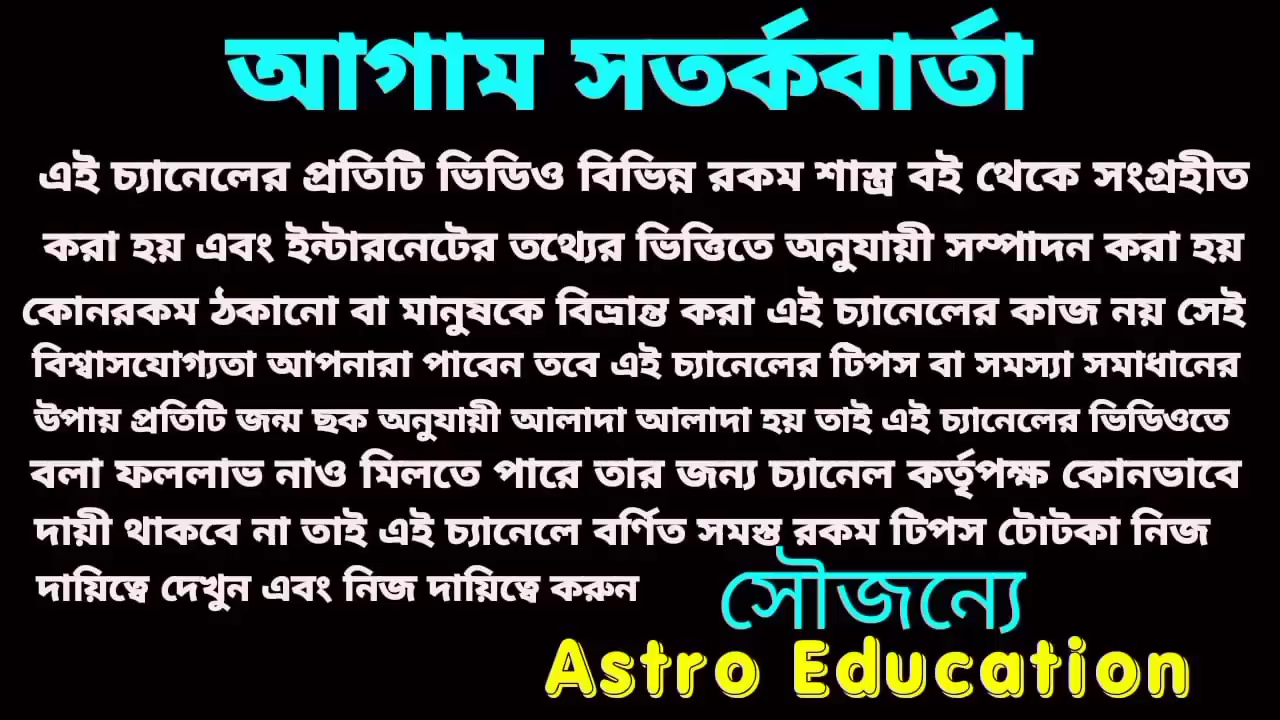 আগাম সতর্কবার্তা
এই চ্যানেলের প্রতিটি ভিডিও বিভিন্ন রকম শাস্ত্র বই থেকে সংগ্রহীত
করা হয় এবং ইন্টারনেটের তথ্যের ভিত্তিতে অনুযায়ী সম্পাদন করা হয়
কোনরকম ঠকানো বা মানুষকে বিভ্রান্ত করা এই চ্যানেলের কাজ নয় সেই
বিশ্বাসযোগ্যতা আপনারা পাবেন তবে এই চ্যানেলের টিপস বা সমস্যা সমাধানের
উপায় প্রতিটি জন্ম ছক অনুযায়ী আলাদা আলাদা হয় তাই এই চ্যানেলের ভিডিওতে
বলা ফললাভ নাও মিলতে পারে তার জন্য চ্যানেল কর্তৃপক্ষ কোনভাবে
দায়ী থাকবে না তাই এই চ্যানেলে বর্ণিত সমস্ত রকম টিপস টোটকা নিজ
দায়িত্বে দেখুন এবং নিজ দায়িত্বে করুন
সৌজন্যে
Astro Education